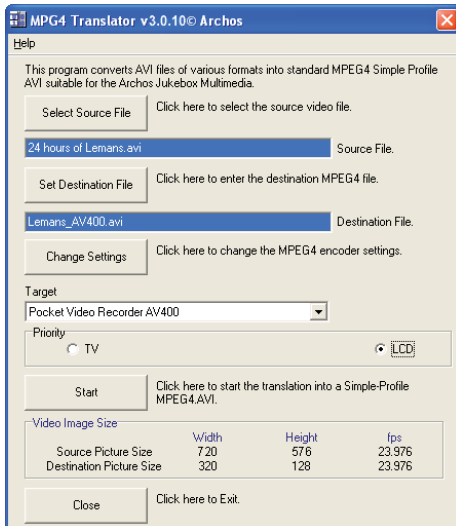 MPG4 Translator v3.0.10© Archos
Help
This program converts AVI files of various formats into standard MPEG4 Simple Profile
AVI suitable for the Archos Jukebox Multimedia.
Select Source File Click here to select the source video file.
24 hours of Lemans.avi Source File.
Set Destination File Click here to enter the destination MPEG4 file.
Lemans_AV400.avi Destination File.
Change Settings Click here to change the MPEG4 encoder settings.
Target
Pocket Video Recorder AV400
Priority
TV LCD
Start Click here to start the translation into a Simple-Profile
MPEG4.AVI.
Video Image Size
Width Height fps
Source Picture Size 720 576 23.976
Destination Picture Size 320 128 23.976
Close Click here to Exit.